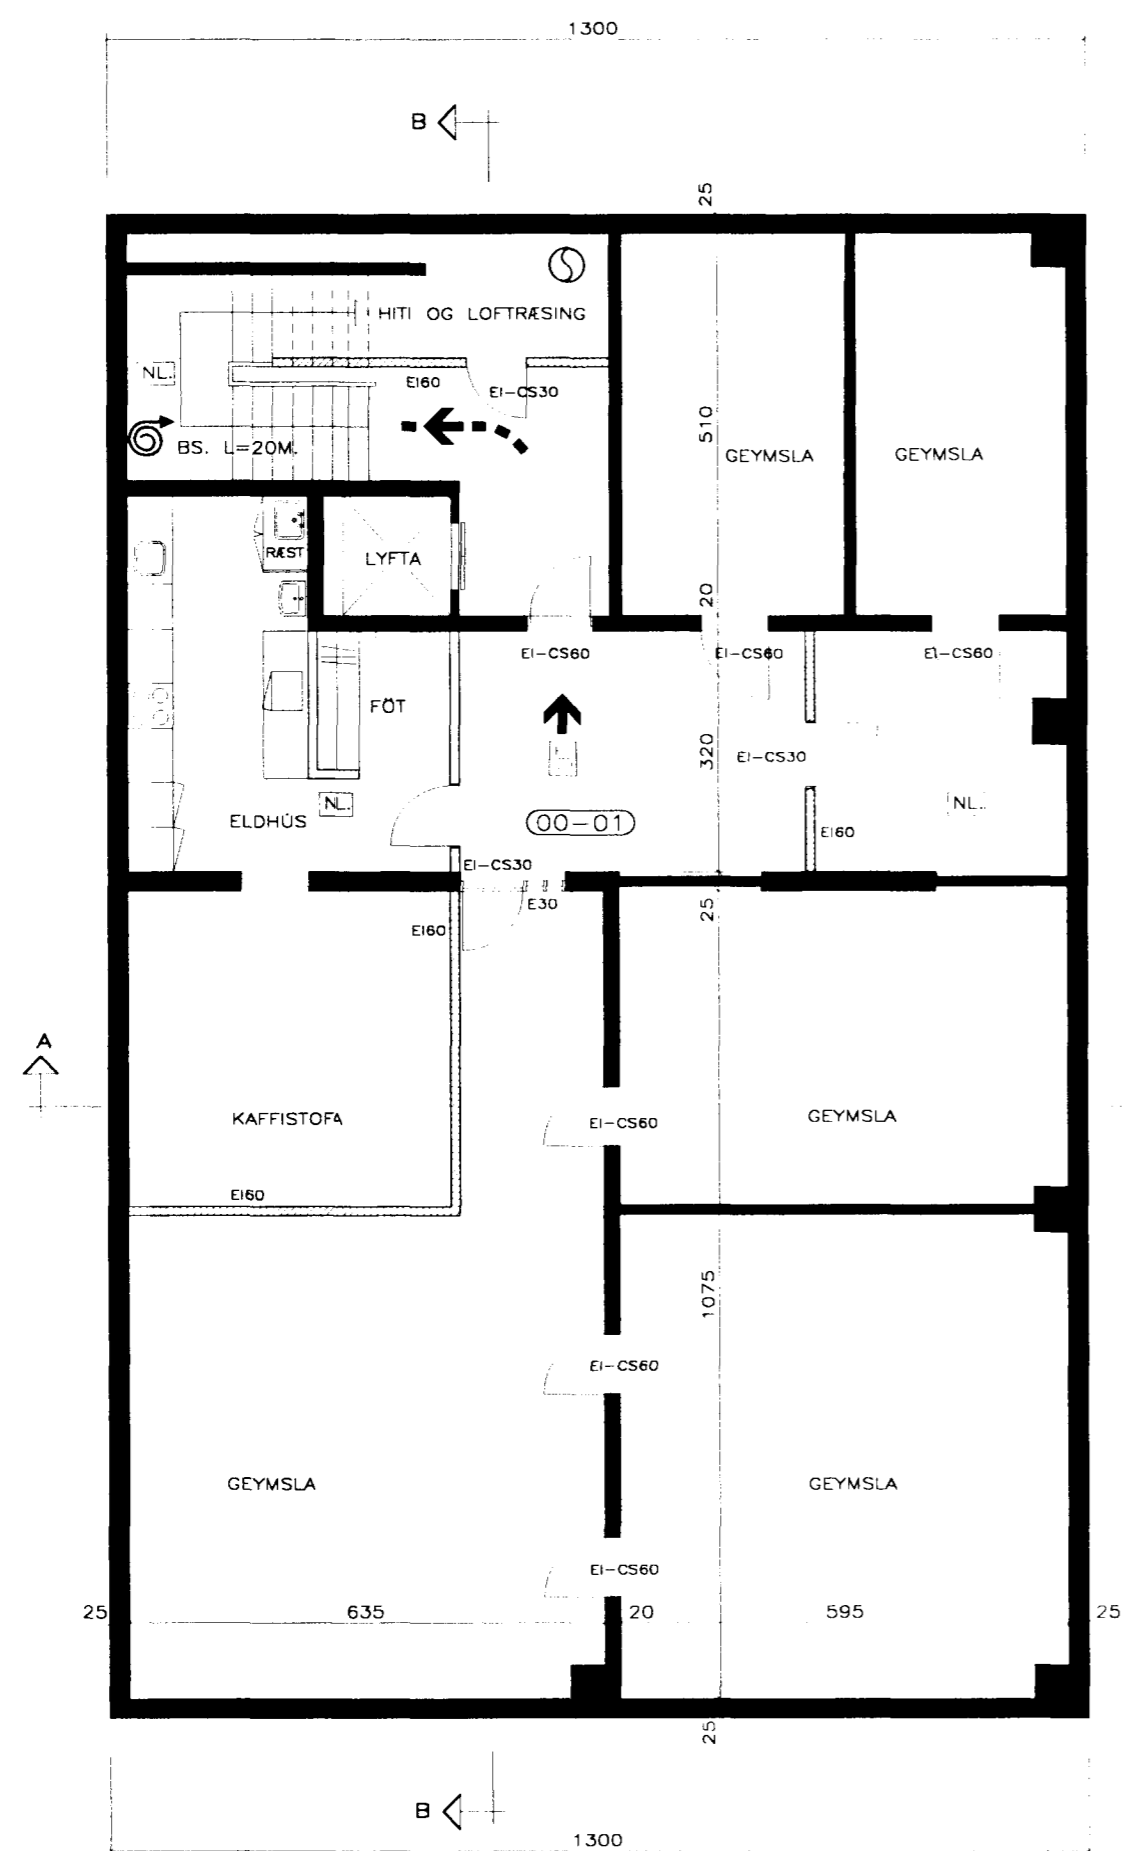 1300
B
25
HITI OG LOFTRÆSING
NL.
EI60
EI-CS30
BS. L=20M.
510
GEYMSLA
GEYMSLA
RÆST
LYFTA
20
EI-CS60
EI-CS60
EI-CS60
FÖT
320
EI-CS30
NL.
NL.
ELDHÚS
00-01
EI60
EI-CS30
E30
25
EI60
A
KAFFISTOFA
EI-CS60
GEYMSLA
EI60
1075
EI-CS60
GEYMSLA
GEYMSLA
EI-CS60
25
635
20
595
25
25
B
1300